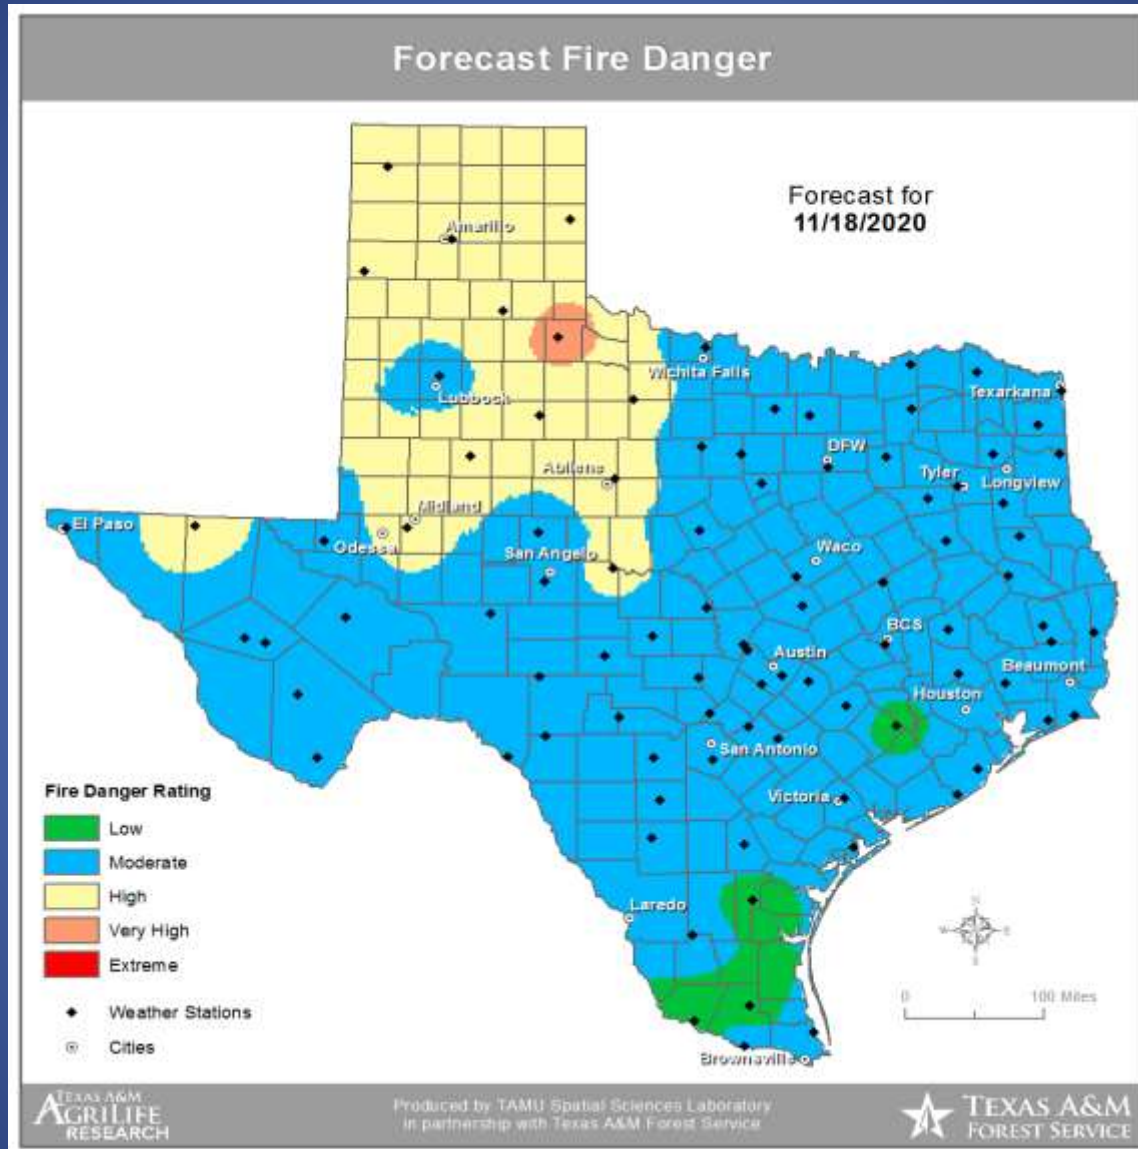 Forecast Fire Danger
Forecast for
11/18/2020
Amarillo
Wichita Falls
Lubbock
Texarkana
DFW
Abilene
Tyler
Longview
Midland
El Paso
Odessa
San Angelo
Waco
BCS
Austin
Beaumont
Houston
San Antonio
Victoria
Laredo
Brownsville
Fire Danger Rating
Low
Moderate
High
Very High
Extreme
Weather Stations
Cities
N
W E
S
0 100 Miles
TEXAS A&M
AGRILIFE
RESEARCH
Produced by TAMU Spatial Sciences Laboratory
in partnership with Texas A&M Forest Service
TEXAS A&M
FOREST SERVICE